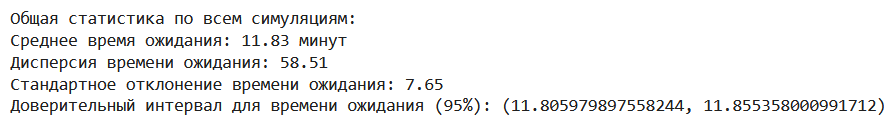 Общая статистика по всем симуляциям:
Среднее время ожидания: 11.83 минут
Дисперсия времени ожидания: 58.51
Стандартное отклонение времени ожидания: 7.65
Доверительный интервал для времени ожидания (95%): (11.805979897558244, 11.855358000991712)